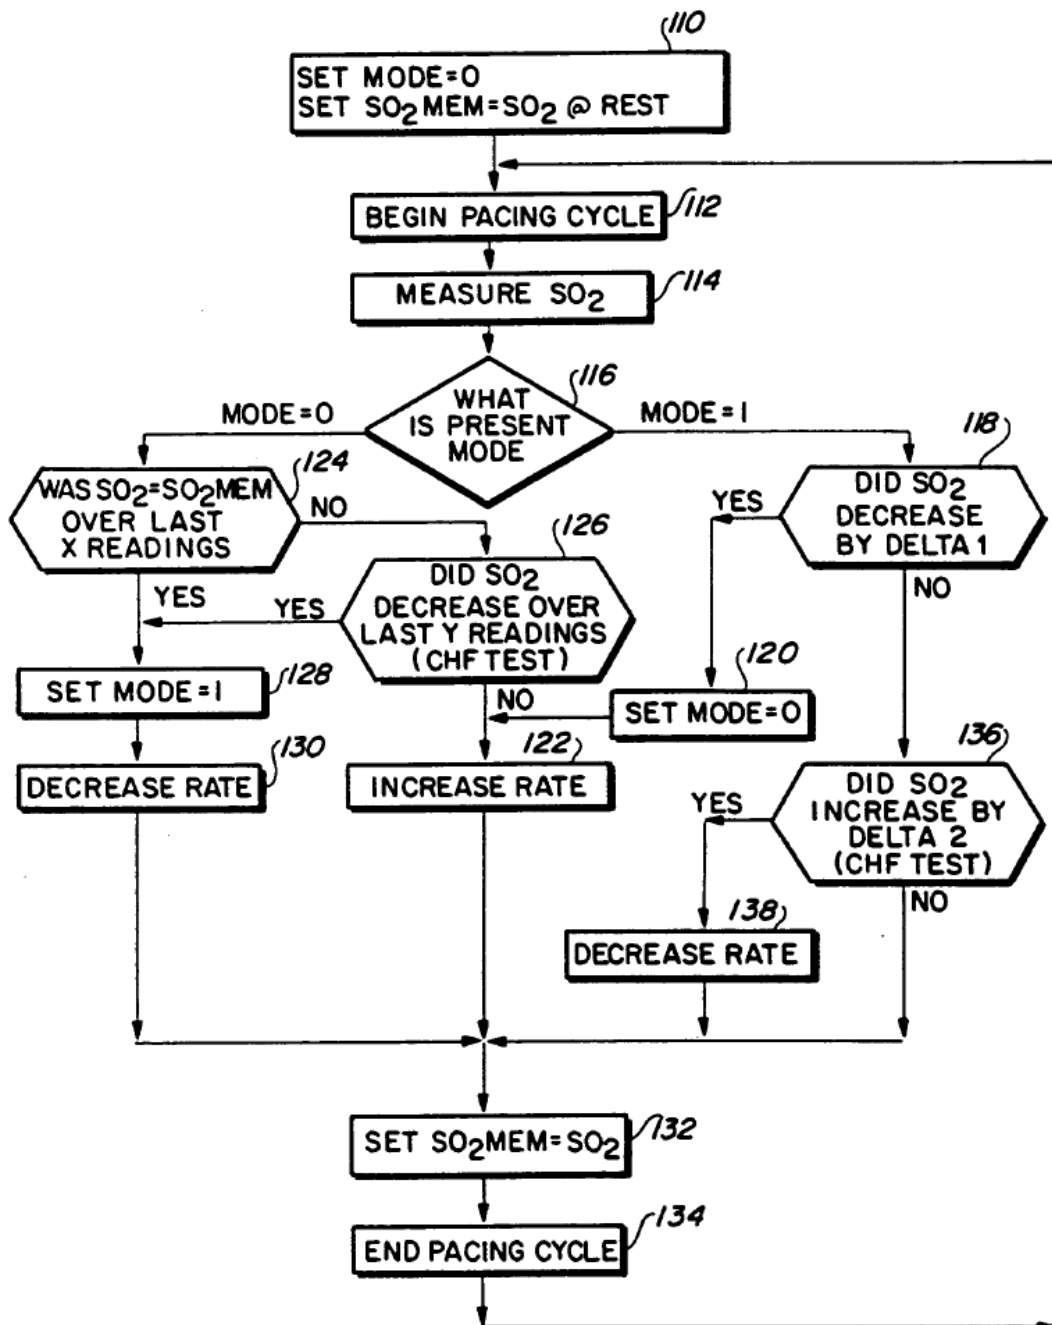 110
SET MODE=0
SET SO2MEM=SO2 @ REST
BEGIN PACING CYCLE
112
MEASURE SO2
114
116
WHAT
IS PRESENT
MODE
MODE=0
MODE=1
124
WAS SO2=SO2MEM
OVER LAST
X READINGS
NO
YES
126
DID SO2
DECREASE OVER
LAST Y READINGS
(CHF TEST)
YES
NO
118
DID SO2
DECREASE
BY DELTA 1
YES
NO
SET MODE=1
128
120
SET MODE=0
DECREASE RATE
130
122
INCREASE RATE
136
DID SO2
INCREASE BY
DELTA 2
(CHF TEST)
YES
NO
138
DECREASE RATE
SET SO2MEM=SO2
132
END PACING CYCLE
134